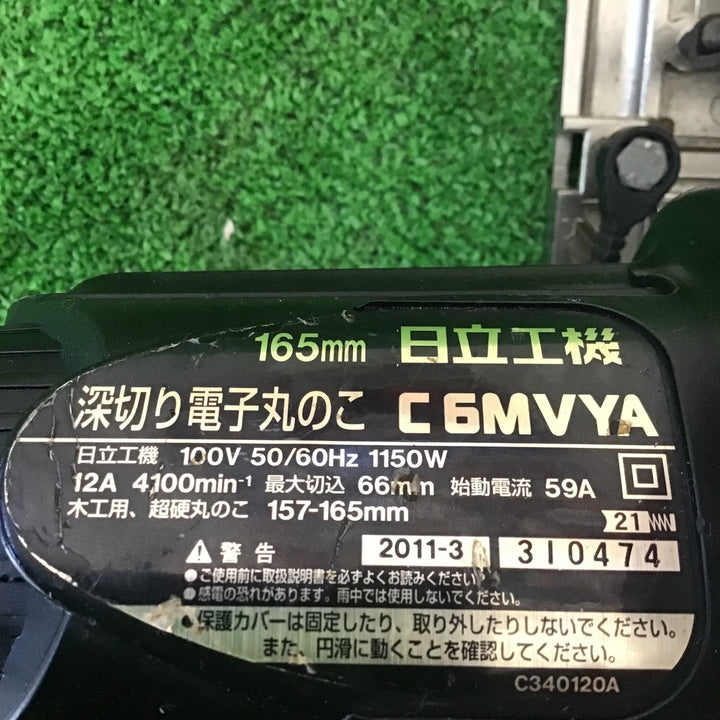 165mm 日立工機
深切り電子丸のこ C6MVYA
日立工機 100V 50/60Hz 1150W
12A 4100min-¹ 最大切込 66mm 始動電流 59A
木工用、超硬丸のこ 157-165mm
21
警告 2011-3 310474
●ご使用前に取扱説明書を必ずよくお読みください。
●感電の恐れがあります。雨中では使用しないでください。
●保護カバーは固定したり、取り外したりしないでください。
また、円滑に動くことを確認してください。
C340120A